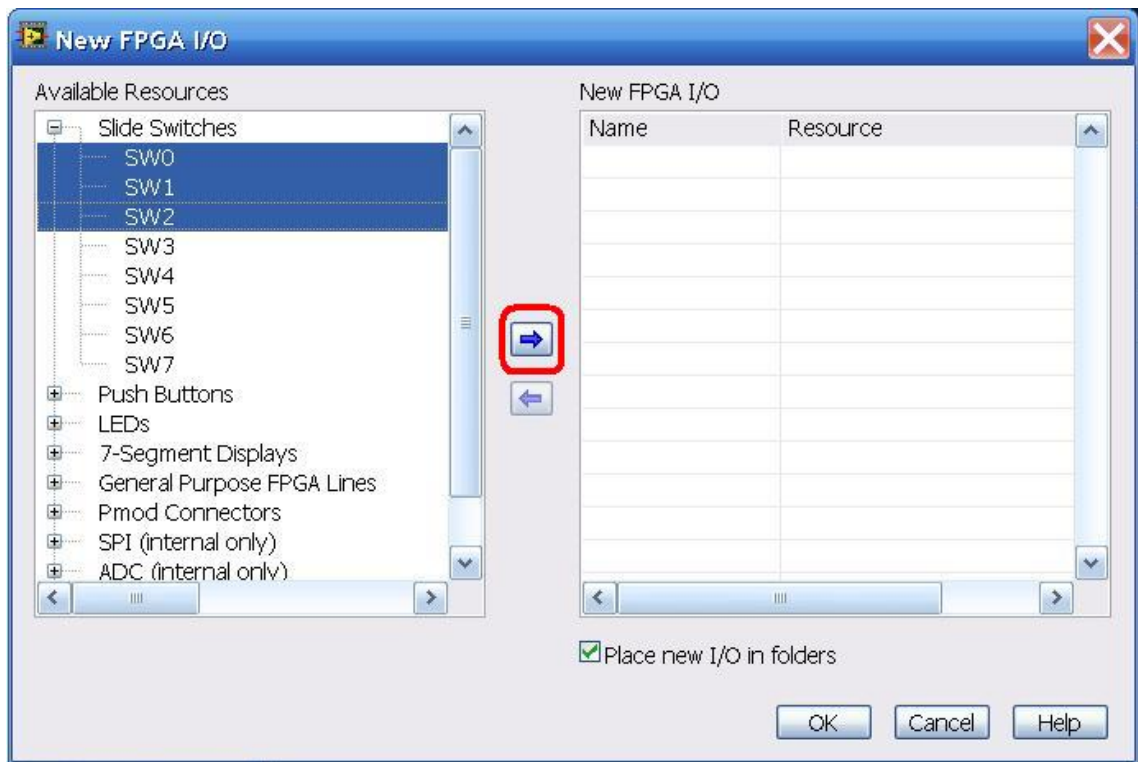 New FPGA I/O
Available Resources
Slide Switches
SW0
SW1
SW2
SW3
SW4
SW5
SW6
SW7
Push Buttons
LEDs
7-Segment Displays
General Purpose FPGA Lines
Pmod Connectors
SPI (internal only)
ADC (internal only)
New FPGA I/O
Name Resource
Place new I/O in folders
OK Cancel Help